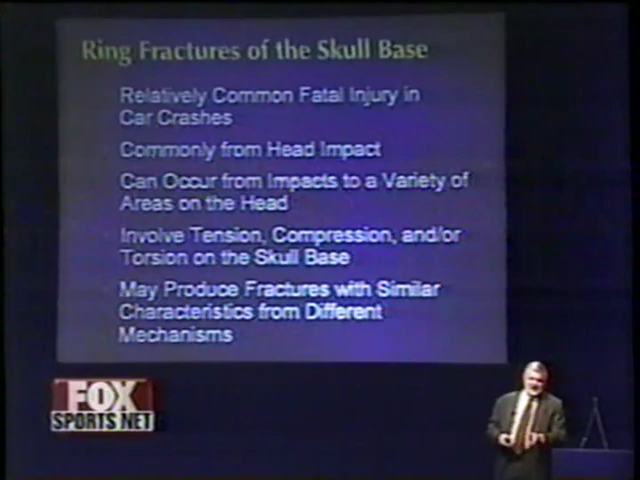 Ring Fractures of the Skull Base
Relatively Common Fatal Injury in
Car Crashes
Commonly from Head Impact
Can Occur from Impacts to a Variety of
Areas on the Head
Involve Tension, Compression, and/or
Torsion on the Skull Base
May Produce Fractures with Similar
Characteristics from Different
Mechanisms
FOX
SPORTS NET